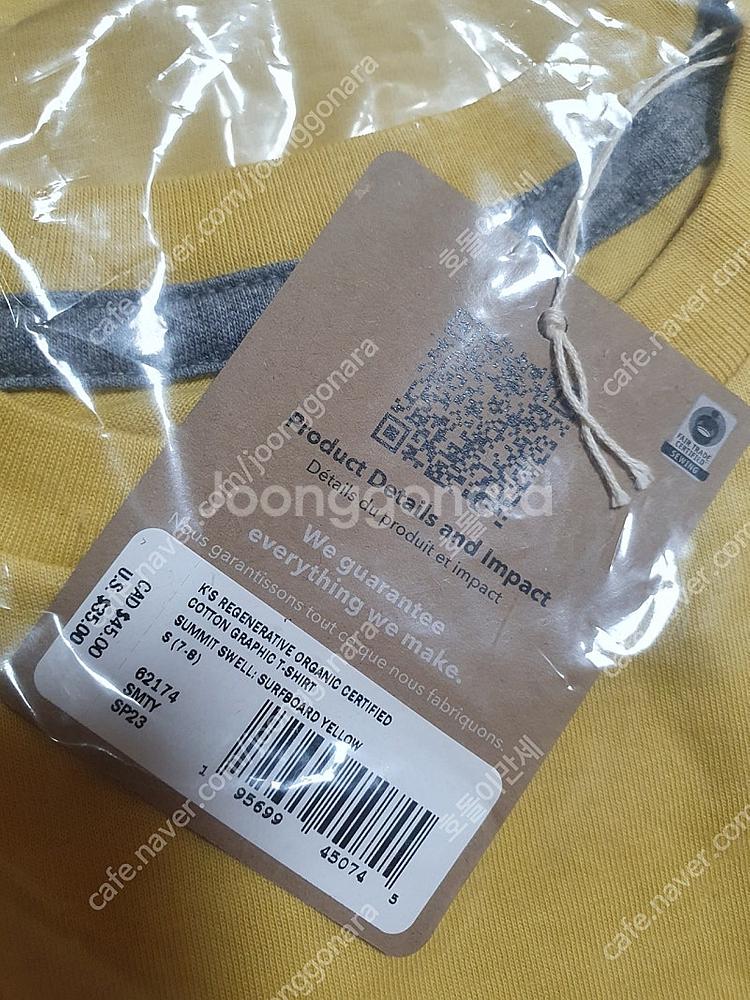 FAIR TRADE
CERTIFIED
SEWING
Product Details and Impact
Détails du produit et impact
We guarantee
everything we make.
Nous garantissons tout ce que nous fabriquons.
CAD $45.00
U.S. $35.00
K'S REGENERATIVE ORGANIC CERTIFIED
COTTON GRAPHIC T-SHIRT
SUMMIT SWELL: SURFBOARD YELLOW
S (7-8)
62174
SMTY
SP23
1 95699 45074 5
Joonggonara
cafe.naver.com/joonggonara